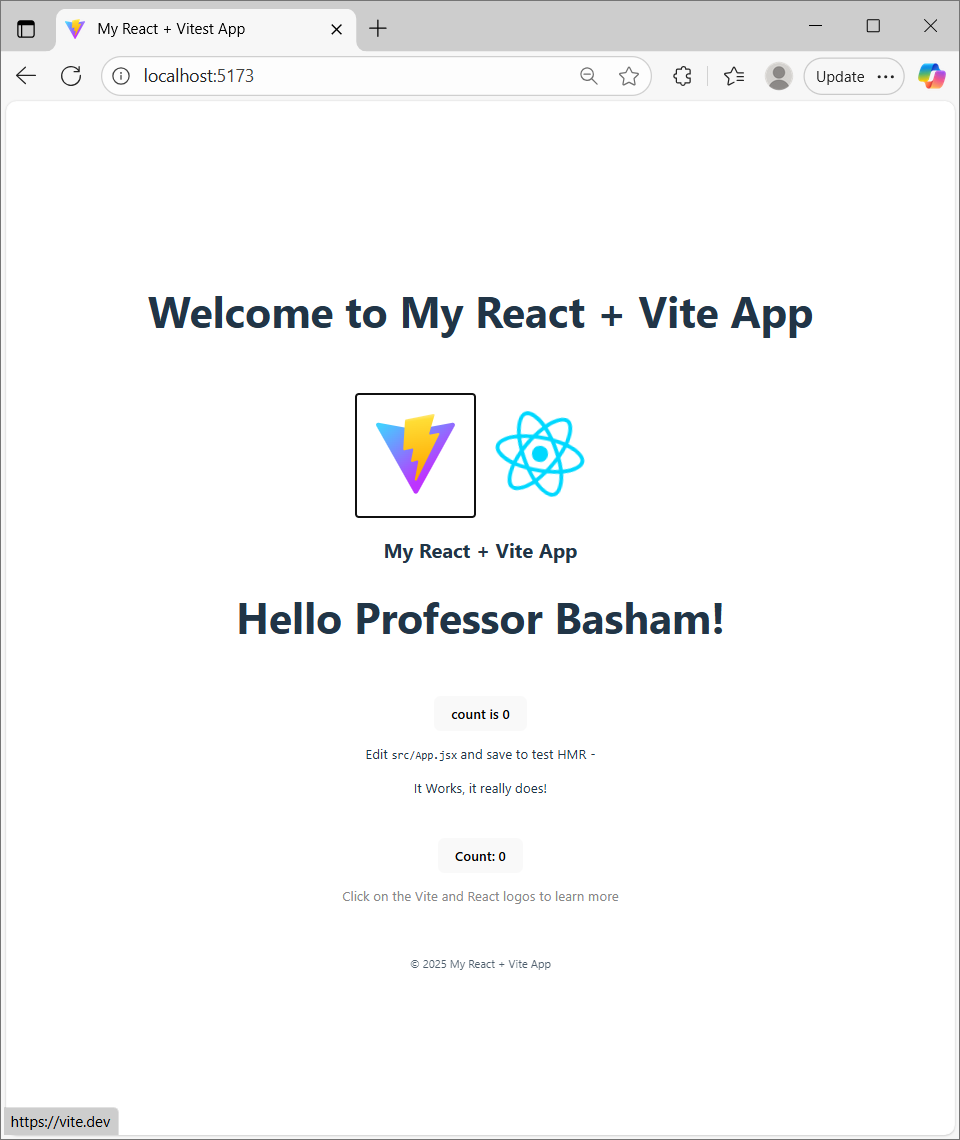 My React + Vitest App
localhost:5173
Update
Welcome to My React + Vite App
My React + Vite App
Hello Professor Basham!
count is 0
Edit src/App.jsx and save to test HMR -
It Works, it really does!
Count: 0
Click on the Vite and React logos to learn more
© 2025 My React + Vite App
https://vite.dev